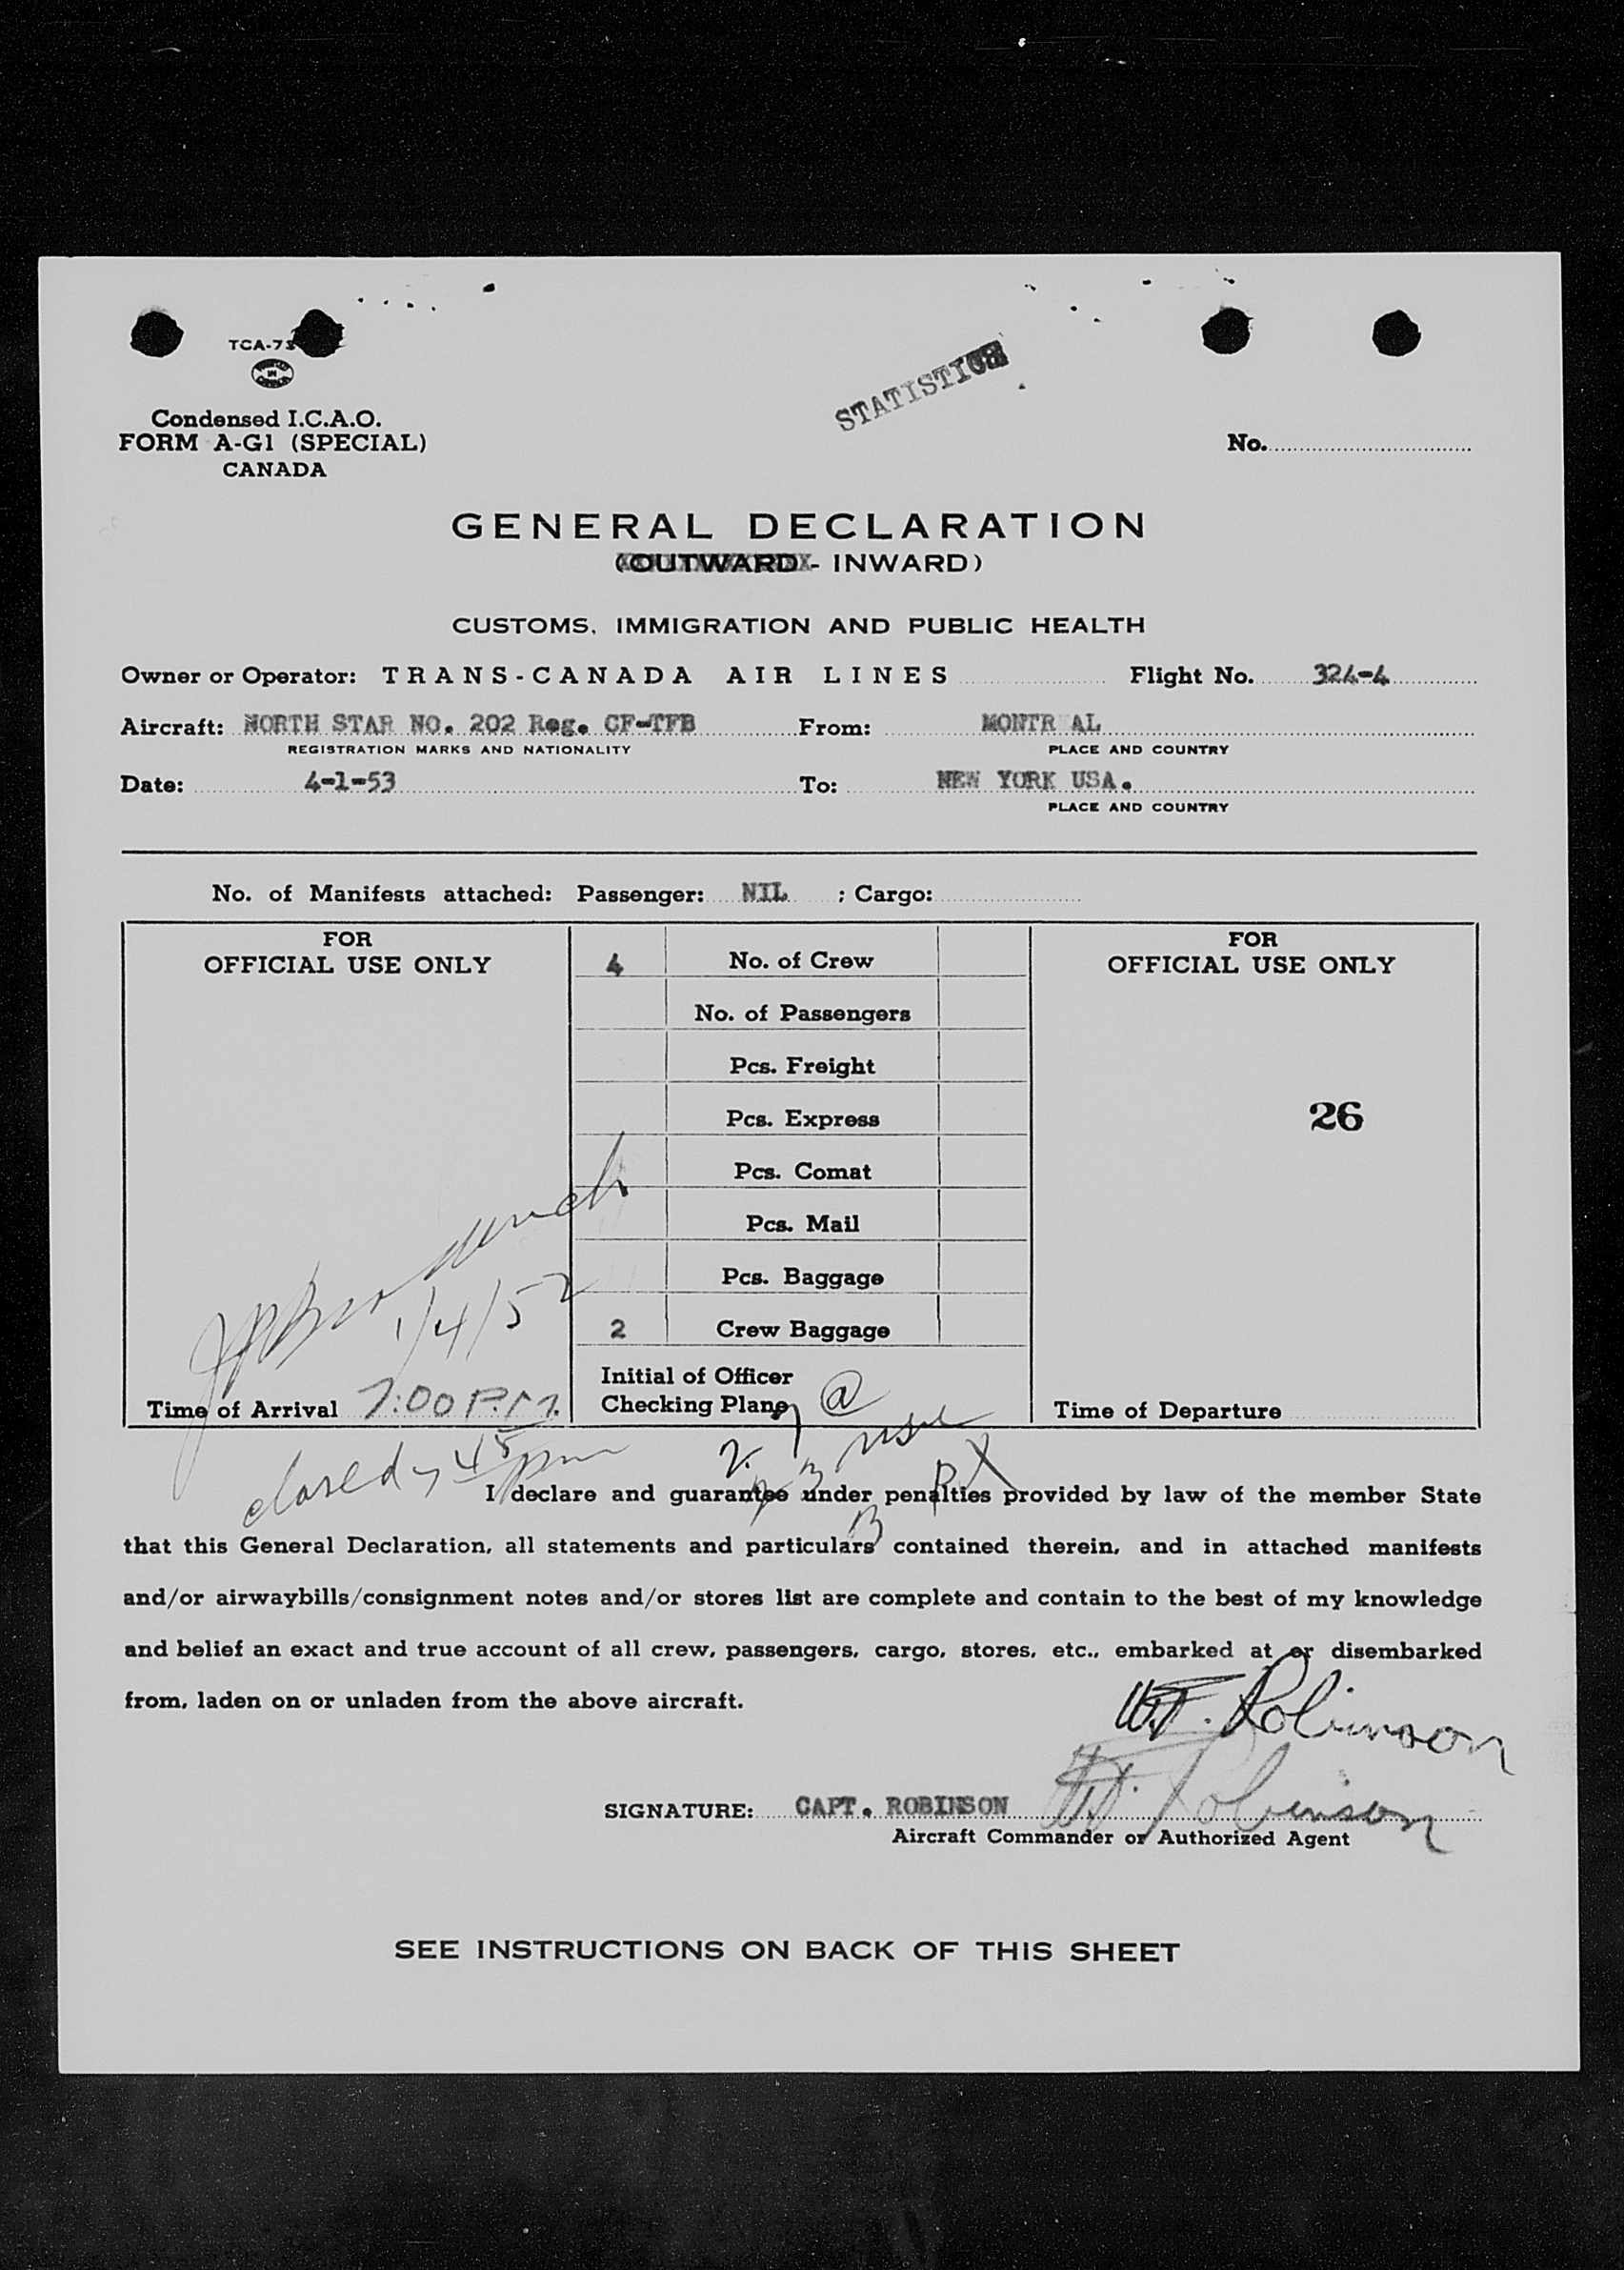 TCA-73
STATISTICS
Condensed I.C.A.O.
FORM A-G1 (SPECIAL)
CANADA
No.
GENERAL DECLARATION
(OUTWARD - INWARD)
CUSTOMS, IMMIGRATION AND PUBLIC HEALTH
Owner or Operator: TRANS-CANADA AIR LINES Flight No. 324-4
Aircraft: NORTH STAR NO. 202 Reg. CF-TFB From: MONTR AL
REGISTRATION MARKS AND NATIONALITY PLACE AND COUNTRY
Date: 4-1-53 To: NEW YORK USA.
PLACE AND COUNTRY
No. of Manifests attached: Passenger: NIL ; Cargo:
FOR
OFFICIAL USE ONLY
4 No. of Crew
No. of Passengers
Pcs. Freight
Pcs. Express
Pcs. Comat
Pcs. Mail
Pcs. Baggage
2 Crew Baggage
Initial of Officer
Checking Plane
FOR
OFFICIAL USE ONLY
26
1/4/52
Time of Arrival 7:00 P.M.
Time of Departure
closed 7 45 pm
I declare and guarantee under penalties provided by law of the member State
that this General Declaration, all statements and particulars contained therein, and in attached manifests
and/or airwaybills/consignment notes and/or stores list are complete and contain to the best of my knowledge
and belief an exact and true account of all crew, passengers, cargo, stores, etc., embarked at or disembarked
from, laden on or unladen from the above aircraft.
W.F. Robinson
SIGNATURE: CAPT. ROBINSON W.F. Robinson
Aircraft Commander or Authorized Agent
SEE INSTRUCTIONS ON BACK OF THIS SHEET